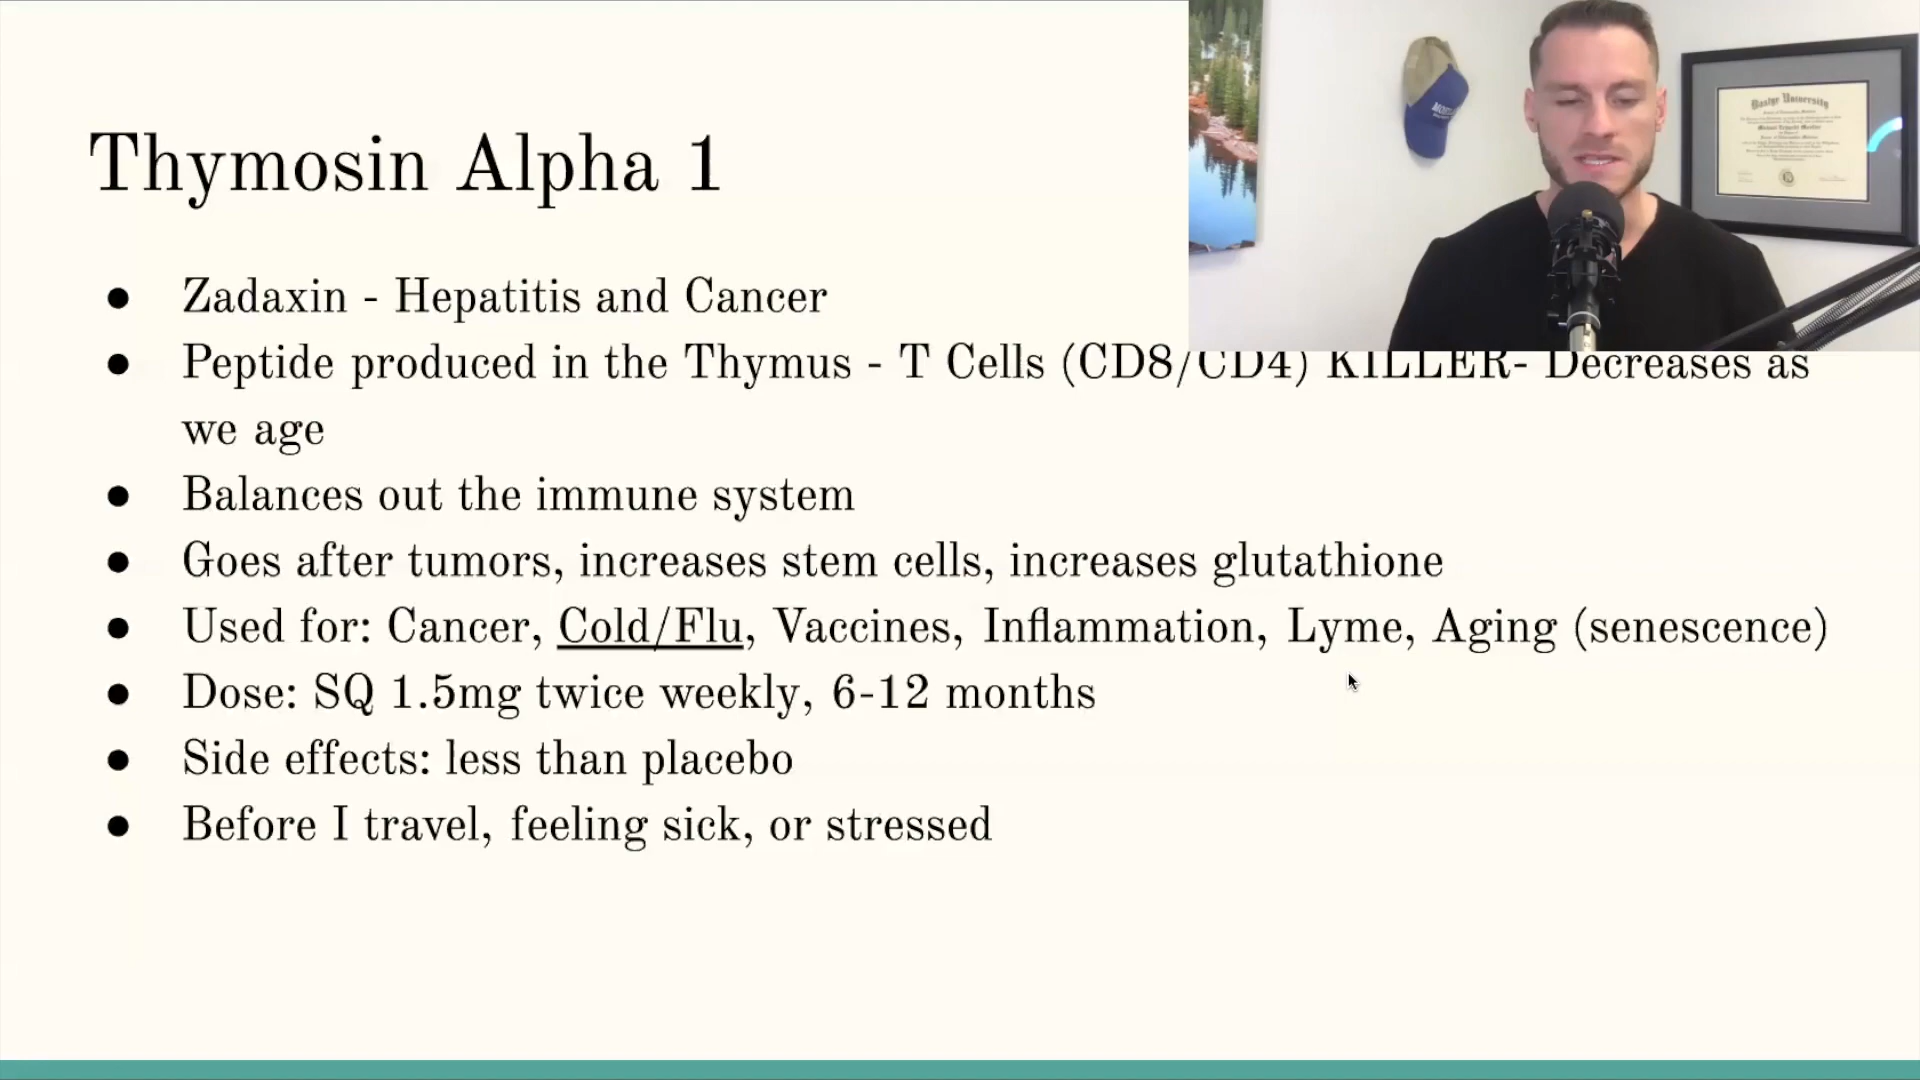 Thymosin Alpha 1
● Zadaxin - Hepatitis and Cancer
● Peptide produced in the Thymus - T Cells (CD8/CD4) KILLER- Decreases as
we age
● Balances out the immune system
● Goes after tumors, increases stem cells, increases glutathione
● Used for: Cancer, Cold/Flu, Vaccines, Inflammation, Lyme, Aging (senescence)
● Dose: SQ 1.5mg twice weekly, 6-12 months
● Side effects: less than placebo
● Before I travel, feeling sick, or stressed
Bastyr University